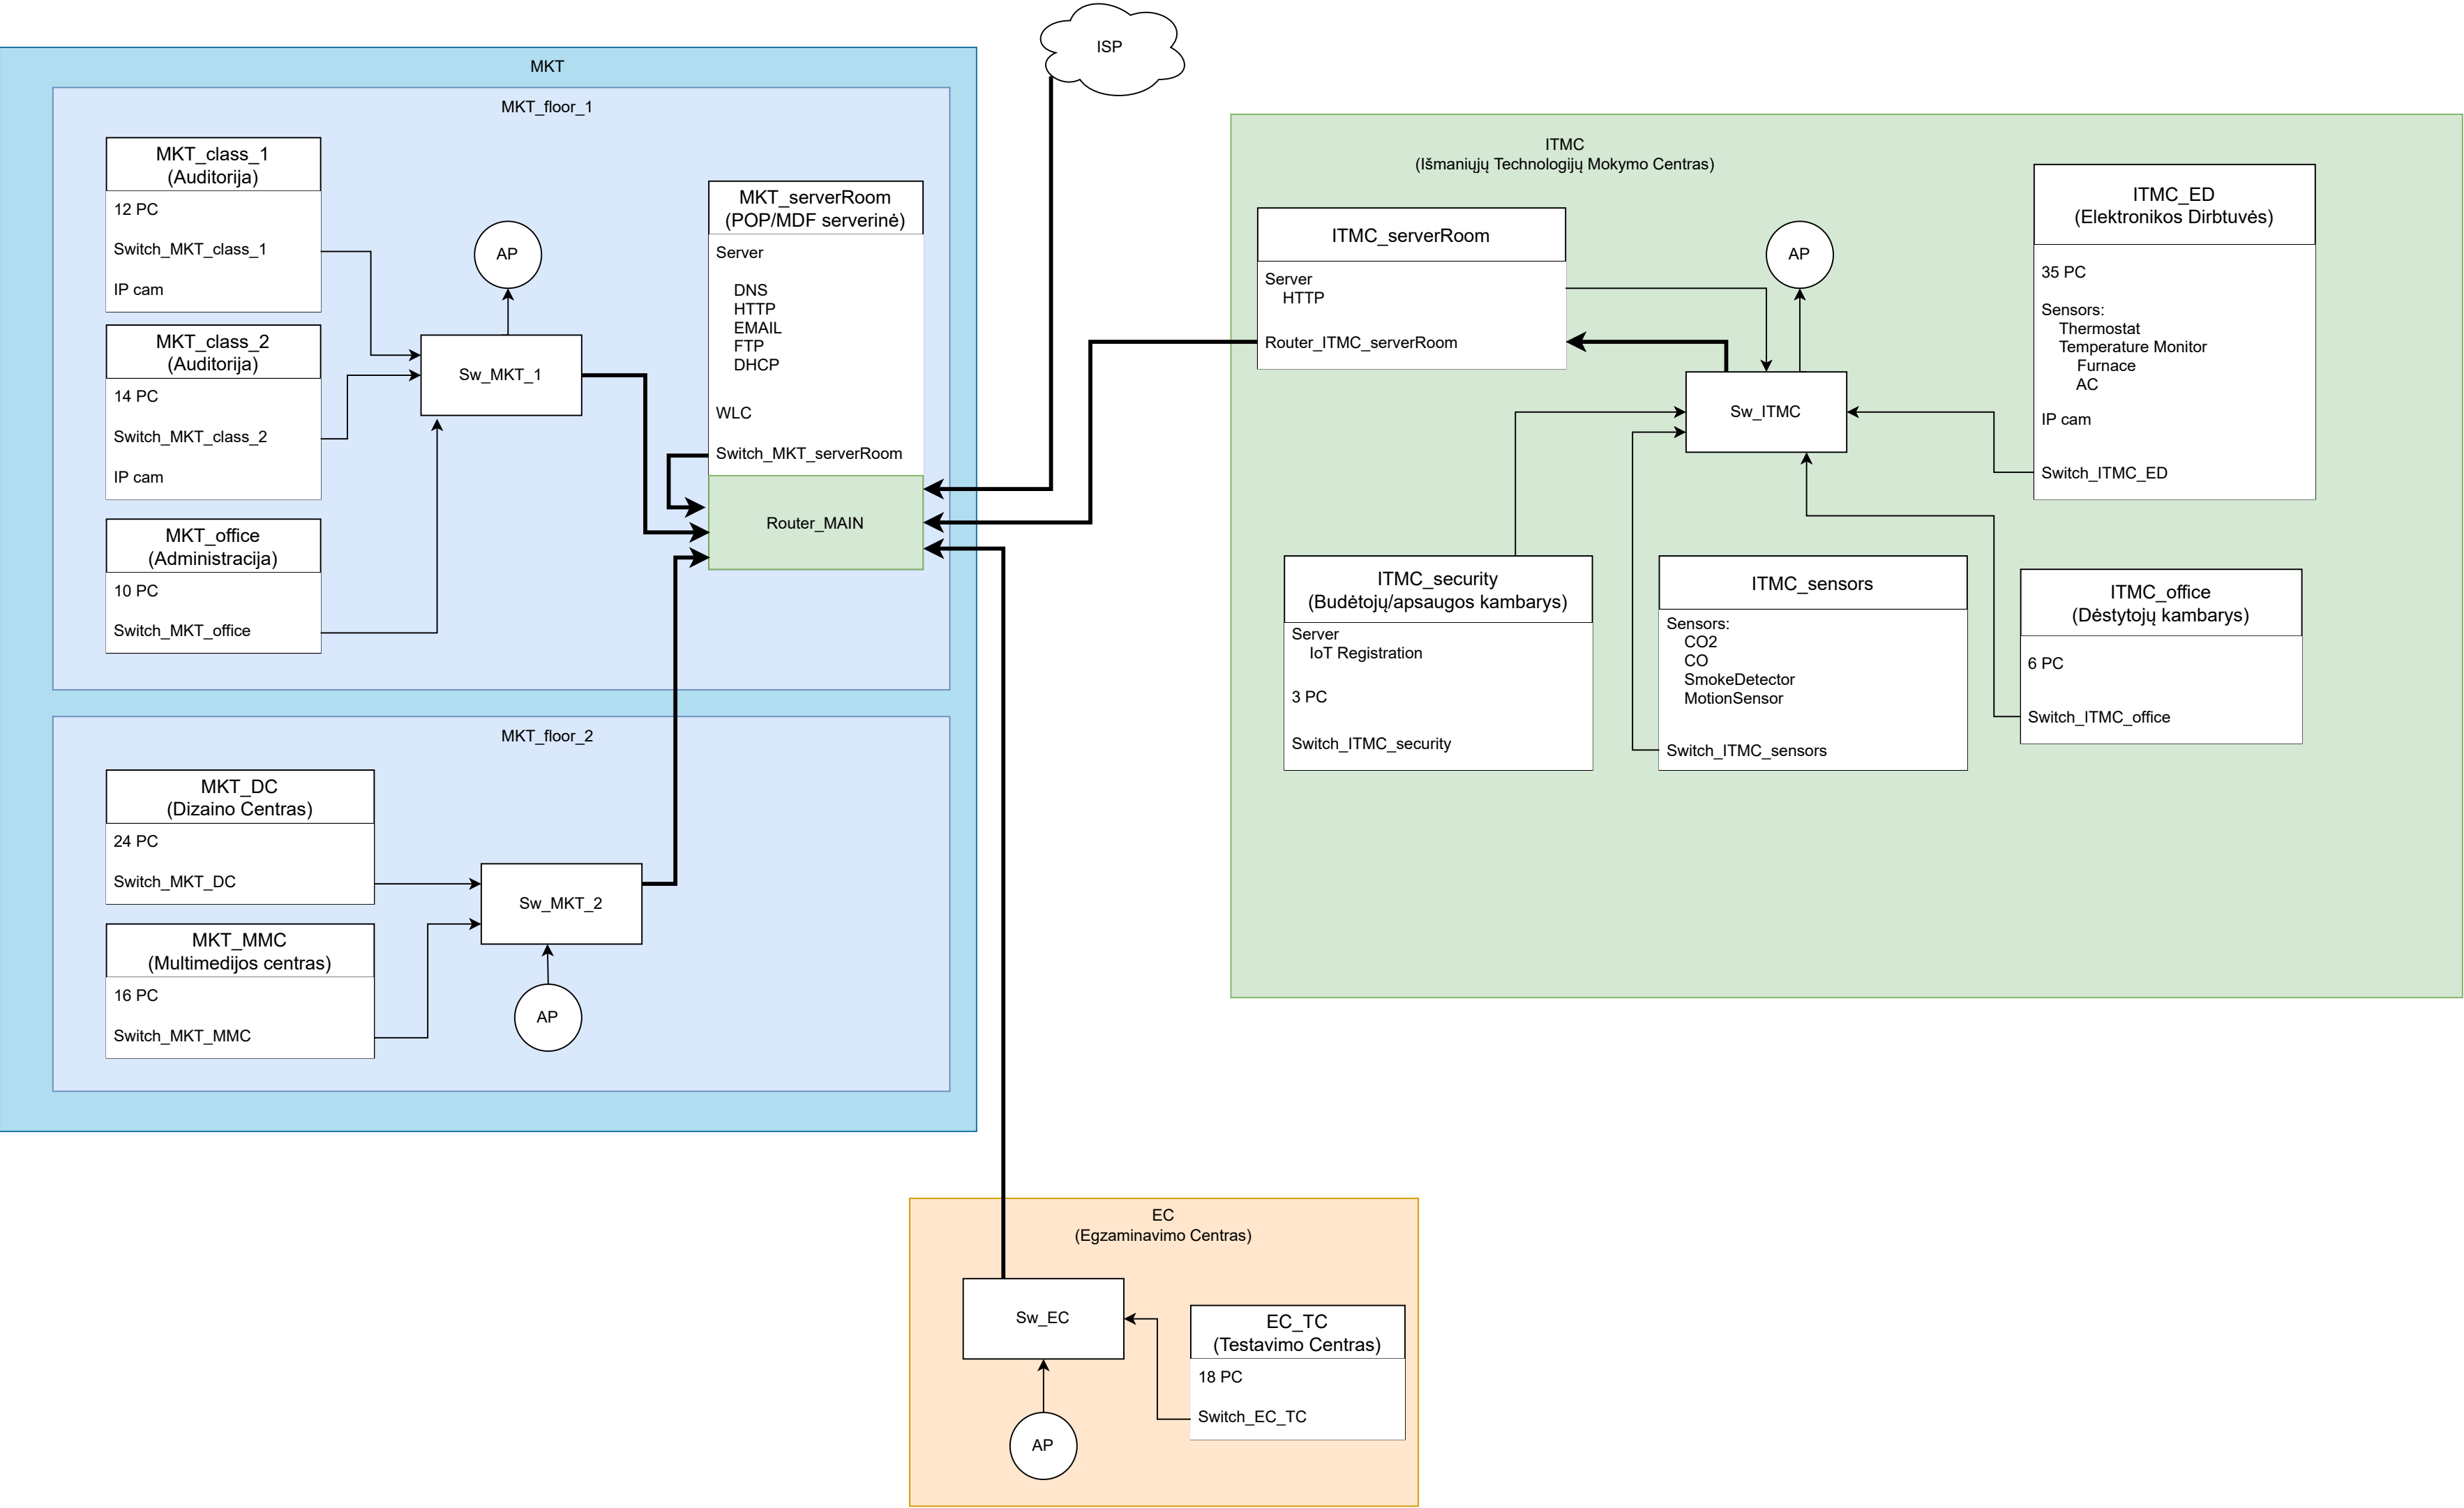 ISP
MKT
MKT_floor_1
MKT_class_1
(Auditorija)
12 PC
Switch_MKT_class_1
IP cam
MKT_class_2
(Auditorija)
14 PC
Switch_MKT_class_2
IP cam
MKT_office
(Administracija)
10 PC
Switch_MKT_office
AP
Sw_MKT_1
MKT_serverRoom
(POP/MDF serverinė)
Server
DNS
HTTP
EMAIL
FTP
DHCP
WLC
Switch_MKT_serverRoom
Router_MAIN
MKT_floor_2
MKT_DC
(Dizaino Centras)
24 PC
Switch_MKT_DC
MKT_MMC
(Multimedijos centras)
16 PC
Switch_MKT_MMC
Sw_MKT_2
AP
ITMC
(Išmaniųjų Technologijų Mokymo Centras)
ITMC_serverRoom
Server
HTTP
Router_ITMC_serverRoom
AP
Sw_ITMC
ITMC_ED
(Elektronikos Dirbtuvės)
35 PC
Sensors:
Thermostat
Temperature Monitor
Furnace
AC
IP cam
Switch_ITMC_ED
ITMC_security
(Budėtojų/apsaugos kambarys)
Server
IoT Registration
3 PC
Switch_ITMC_security
ITMC_sensors
Sensors:
CO2
CO
SmokeDetector
MotionSensor
Switch_ITMC_sensors
ITMC_office
(Dėstytojų kambarys)
6 PC
Switch_ITMC_office
EC
(Egzaminavimo Centras)
Sw_EC
AP
EC_TC
(Testavimo Centras)
18 PC
Switch_EC_TC